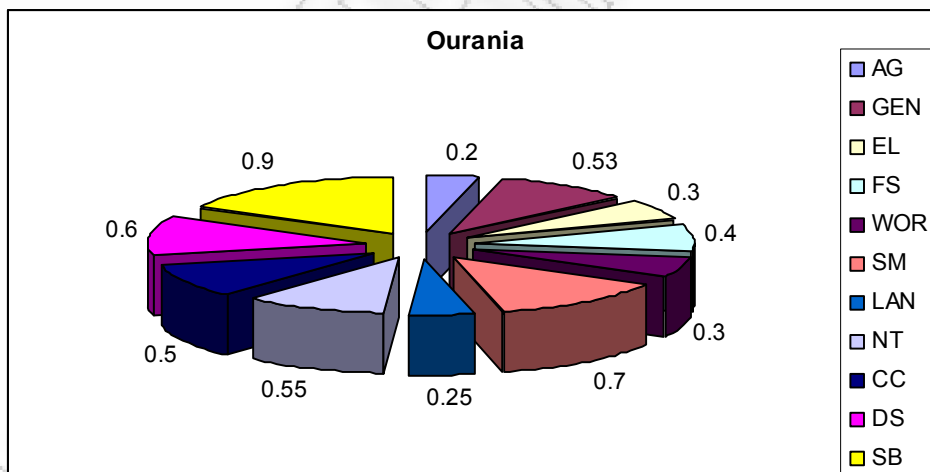 Ourania
0.2
0.53
0.3
0.4
0.3
0.7
0.25
0.55
0.5
0.6
0.9
AG
GEN
EL
FS
WOR
SM
LAN
NT
CC
DS
SB